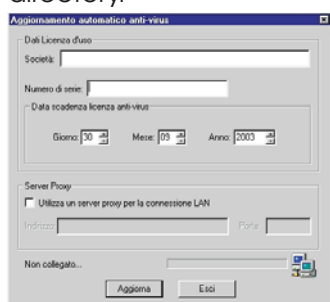 directory.
Aggiornamento automatico anti-virus
Dati Licenza d'uso
Società:
Numero di serie:
Data scadenza licenza anti-virus
Giorno: 30 Mese: 09 Anno: 2003
Server Proxy
Utilizza un server proxy per la connessione LAN
Indirizzo: Porta:
Non collegato...
Aggiorna Esci